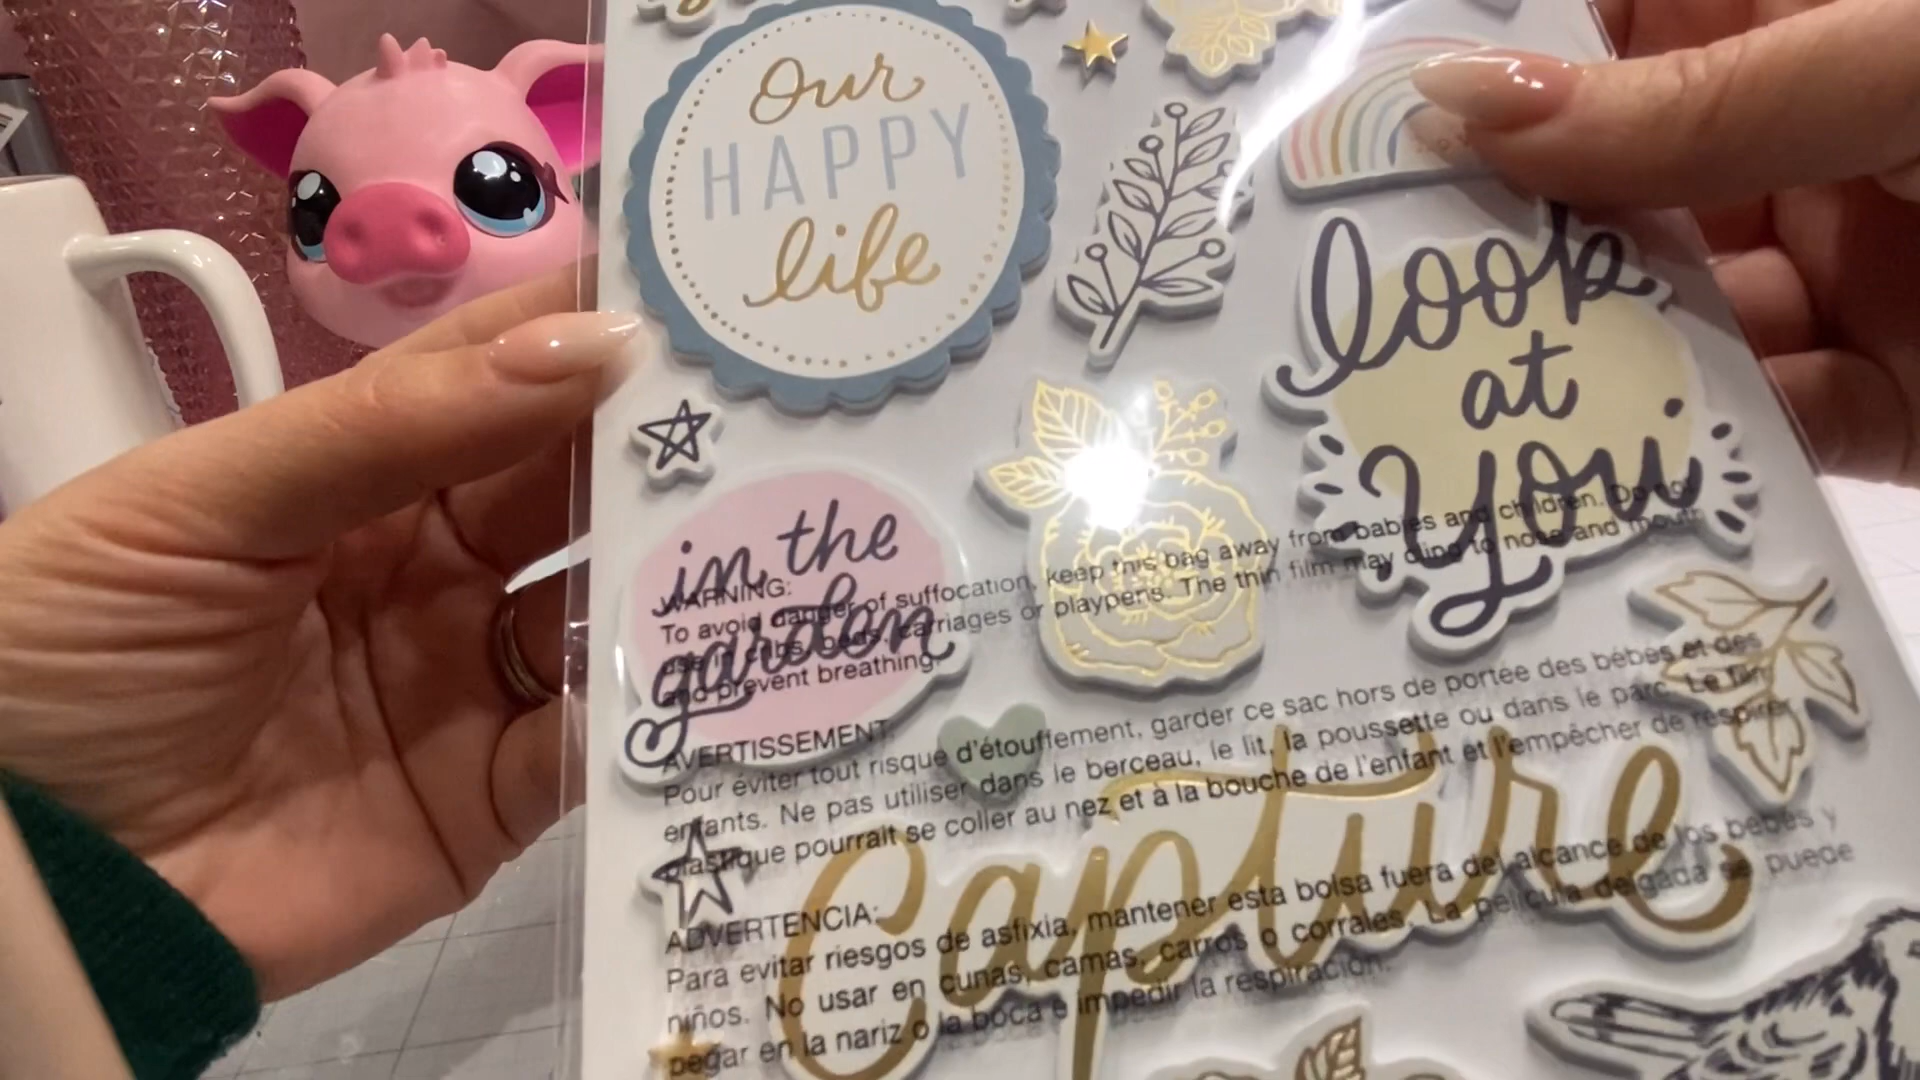 Our
HAPPY
life
look
at
you
in the
garden
WARNING:
To avoid danger of suffocation, keep this bag away from babies and children. Do not
use in cribs, beds, carriages or playpens. The thin film may cling to nose and mouth
and prevent breathing.
AVERTISSEMENT:
Pour éviter tout risque d'étouffement, garder ce sac hors de portée des bébés et des
enfants. Ne pas utiliser dans le berceau, le lit, la poussette ou dans le parc. Le film
plastique pourrait se coller au nez et à la bouche de l'enfant et l'empêcher de respirer.
Capture
ADVERTENCIA:
Para evitar riesgos de asfixia, mantener esta bolsa fuera del alcance de los bebés y
niños. No usar en cunas, camas, carros o corrales. La película delgada se puede
pegar en la nariz o la boca e impedir la respiración.